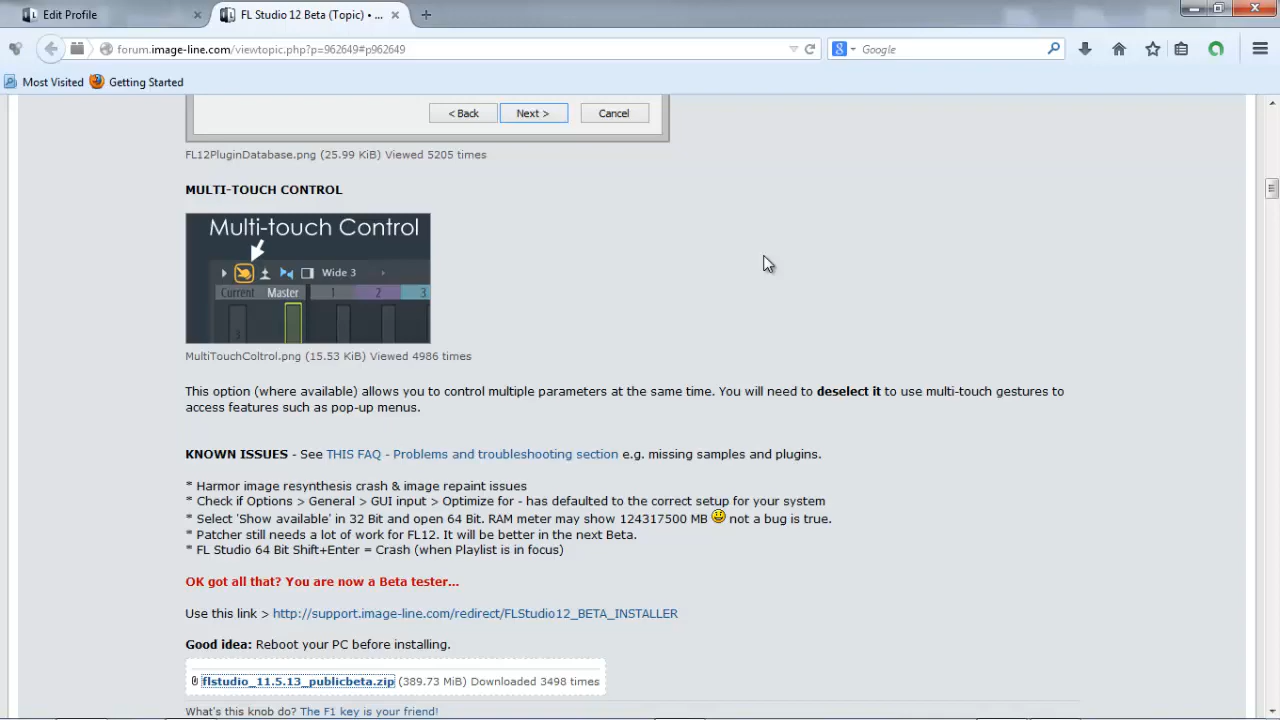 Edit Profile
FL Studio 12 Beta (Topic) • ...
forum.image-line.com/viewtopic.php?p=962649#p962649
Google
Most Visited
Getting Started
< Back
Next >
Cancel
FL12PluginDatabase.png (25.99 KiB) Viewed 5205 times
MULTI-TOUCH CONTROL
Multi-touch Control
Wide 3
Current Master 1 2 3
MultiTouchColtrol.png (15.53 KiB) Viewed 4986 times
This option (where available) allows you to control multiple parameters at the same time. You will need to deselect it to use multi-touch gestures to
access features such as pop-up menus.
KNOWN ISSUES - See THIS FAQ - Problems and troubleshooting section e.g. missing samples and plugins.
* Harmor image resynthesis crash & image repaint issues
* Check if Options > General > GUI input > Optimize for - has defaulted to the correct setup for your system
* Select 'Show available' in 32 Bit and open 64 Bit. RAM meter may show 124317500 MB not a bug is true.
* Patcher still needs a lot of work for FL12. It will be better in the next Beta.
* FL Studio 64 Bit Shift+Enter = Crash (when Playlist is in focus)
OK got all that? You are now a Beta tester...
Use this link > http://support.image-line.com/redirect/FLStudio12_BETA_INSTALLER
Good idea: Reboot your PC before installing.
flstudio_11.5.13_publicbeta.zip (389.73 MiB) Downloaded 3498 times
What's this knob do? The F1 key is your friend!